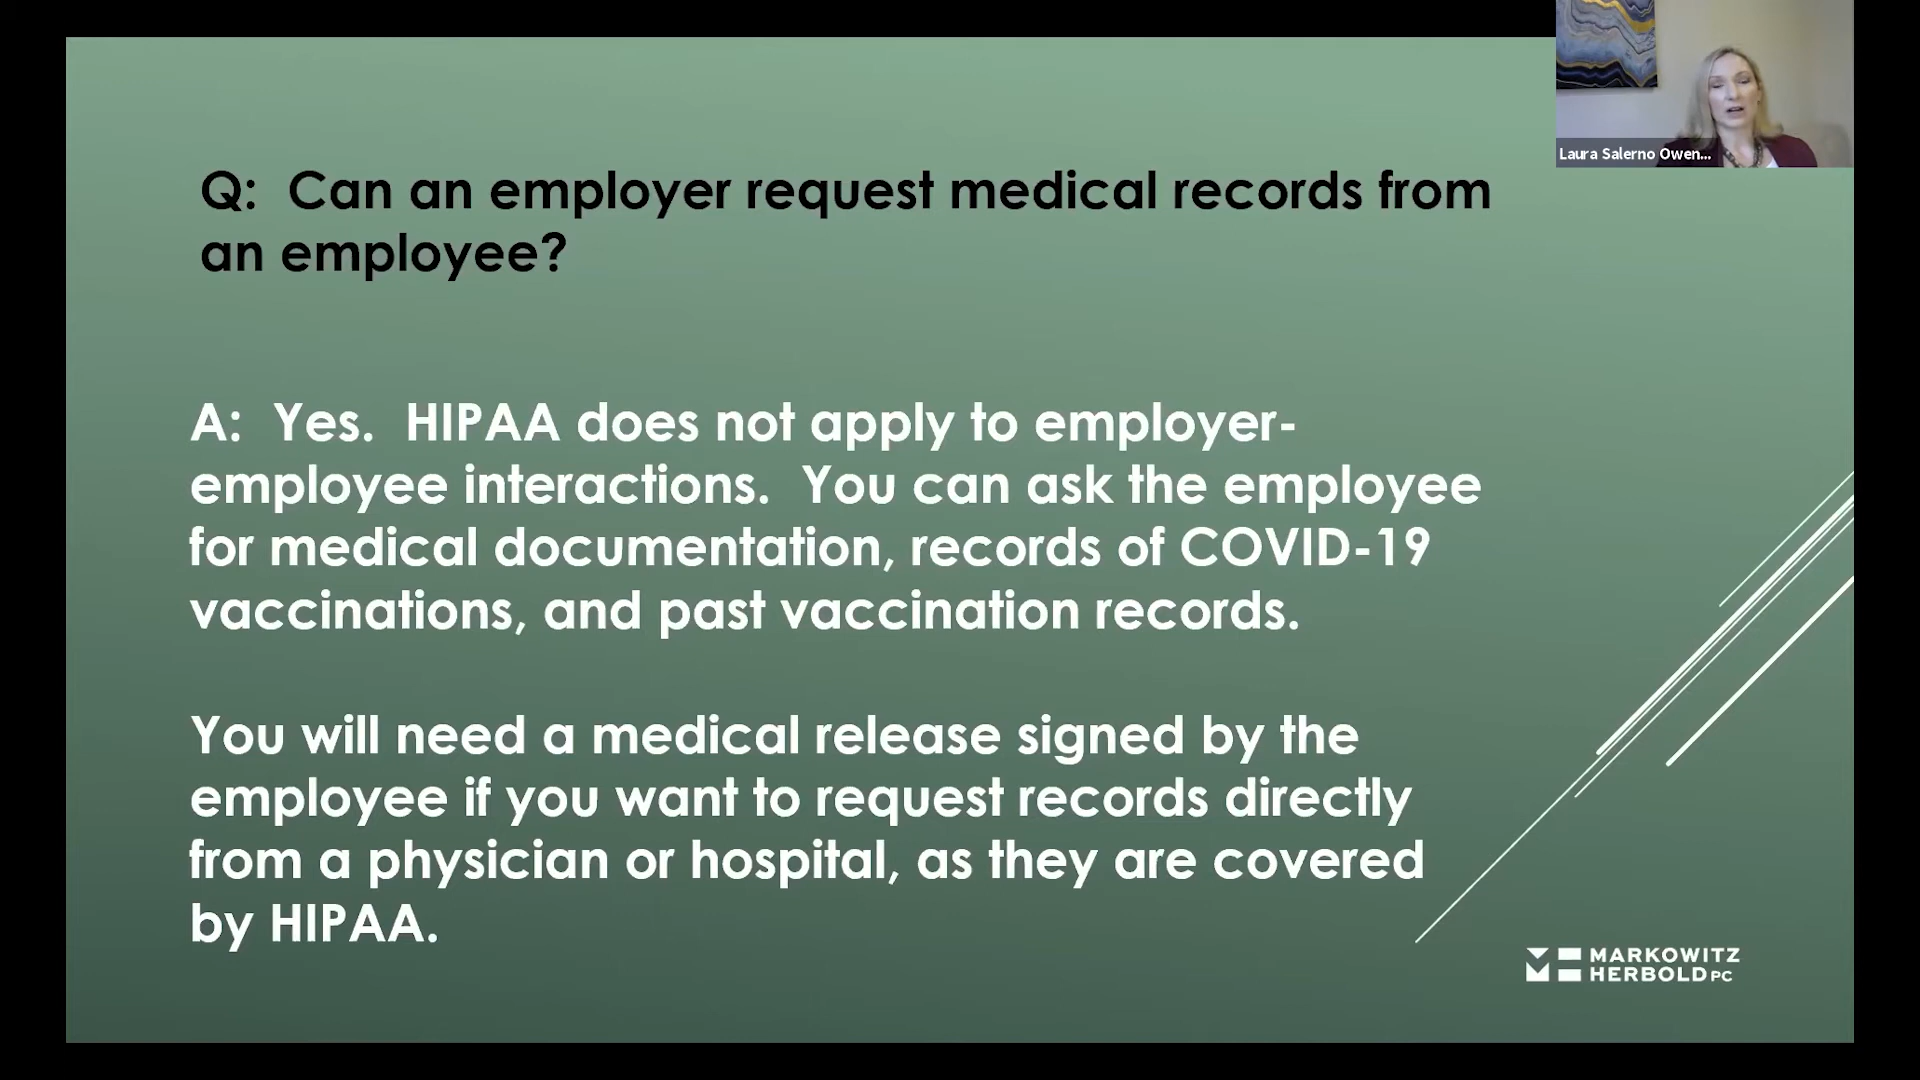 Laura Salerno Owen...
Q: Can an employer request medical records from
an employee?
A: Yes. HIPAA does not apply to employer-
employee interactions. You can ask the employee
for medical documentation, records of COVID-19
vaccinations, and past vaccination records.
You will need a medical release signed by the
employee if you want to request records directly
from a physician or hospital, as they are covered
by HIPAA.
MARKOWITZ
HERBOLD PC